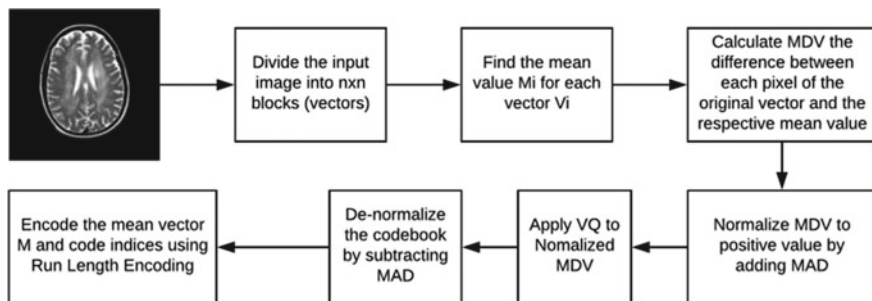 Divide the input
image into nxn
blocks (vectors)
Find the mean
value Mi for each
vector Vi
Calculate MDV the
difference between
each pixel of the
original vector and the
respective mean value
Normalize MDV to
positive value by
adding MAD
Apply VQ to
Nomalized
MDV
De-normalize
the codebook
by subtracting
MAD
Encode the mean vector
M and code indices using
Run Length Encoding